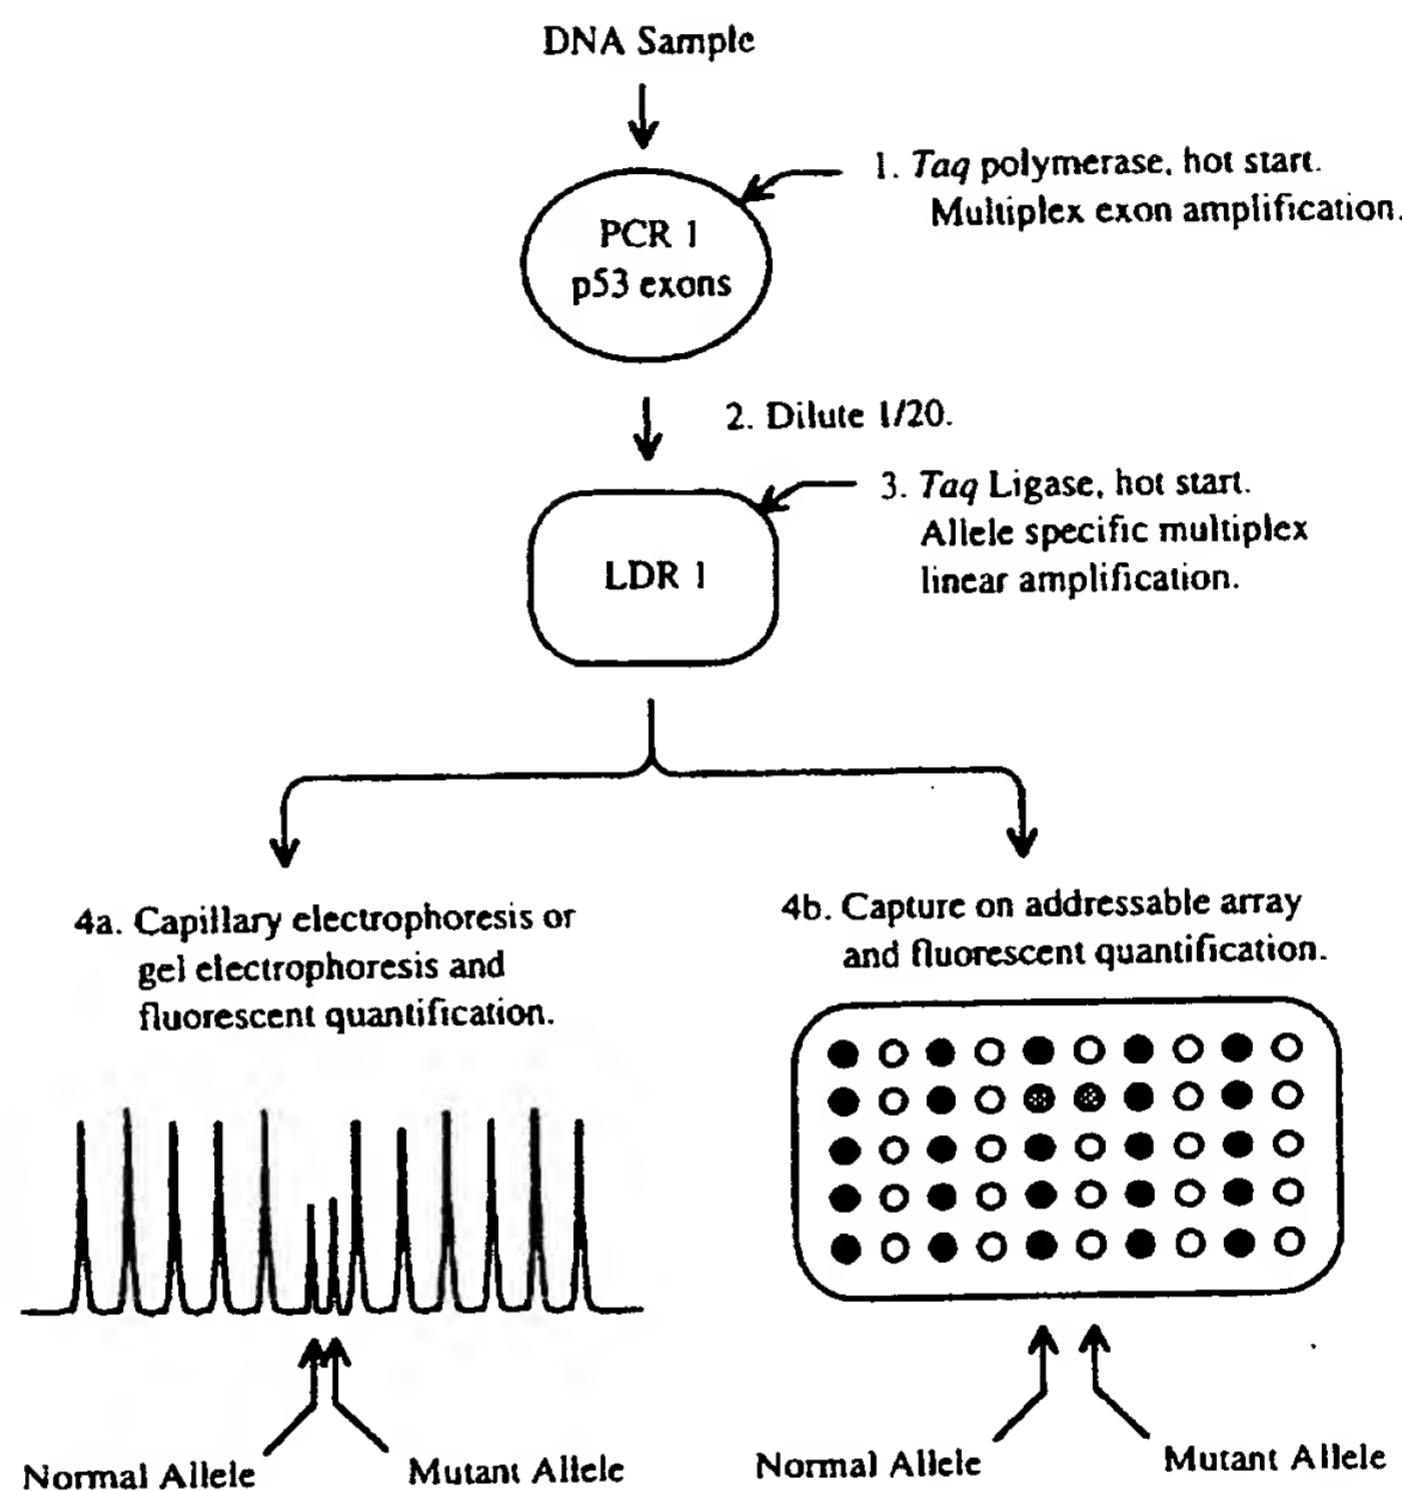 DNA Sample
1. Taq polymerase, hot start.
Multiplex exon amplification.
PCR 1
p53 exons
2. Dilute 1/20.
3. Taq Ligase, hot start.
Allele specific multiplex
linear amplification.
LDR 1
4a. Capillary electrophoresis or
gel electrophoresis and
fluorescent quantification.
4b. Capture on addressable array
and fluorescent quantification.
Normal Allele
Mutant Allele
Normal Allele
Mutant Allele